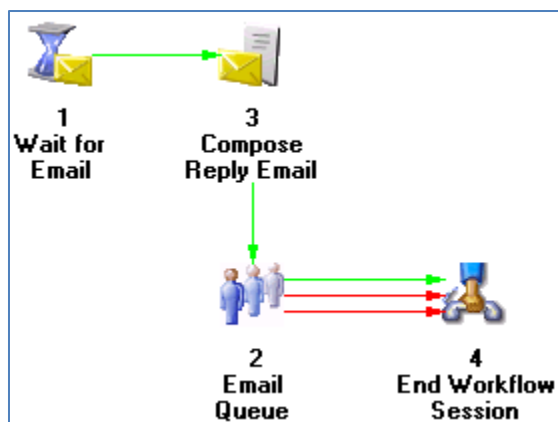 1
Wait for
Email
3
Compose
Reply Email
2
Email
Queue
4
End Workflow
Session